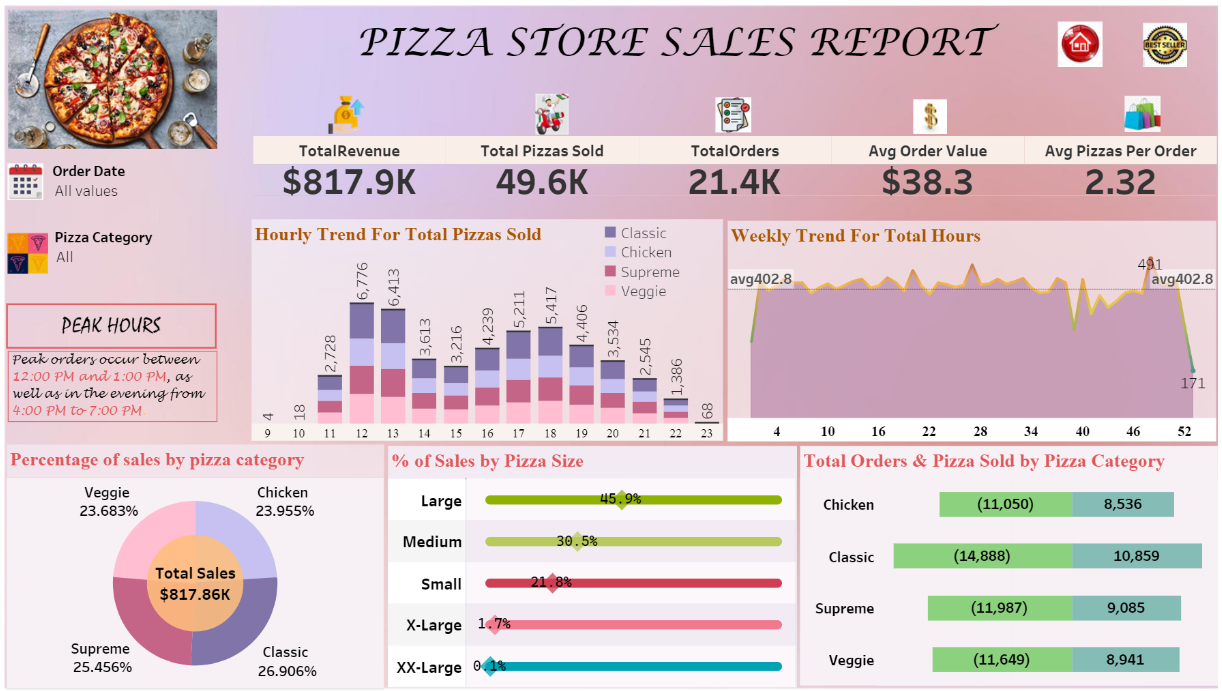 PIZZA STORE SALES REPORT
BEST SELLER
Order Date
All values
Pizza Category
All
TotalRevenue
$817.9K
Total Pizzas Sold
49.6K
TotalOrders
21.4K
Avg Order Value
$38.3
Avg Pizzas Per Order
2.32
PEAK HOURS
Peak orders occur between
12:00 PM and 1:00 PM, as
well as in the evening from
4:00 PM to 7:00 PM.
Hourly Trend For Total Pizzas Sold
Classic
Chicken
Supreme
Veggie
4
18
2,728
6,776
6,413
3,613
3,216
4,239
5,211
5,417
4,406
3,534
2,545
1,386
68
9 10 11 12 13 14 15 16 17 18 19 20 21 22 23
Weekly Trend For Total Hours
avg402.8
491
avg402.8
171
4 10 16 22 28 34 40 46 52
Percentage of sales by pizza category
Veggie
23.683%
Chicken
23.955%
Total Sales
$817.86K
Supreme
25.456%
Classic
26.906%
% of Sales by Pizza Size
Large 45.9%
Medium 30.5%
Small 21.8%
X-Large 1.7%
XX-Large 0.1%
Total Orders & Pizza Sold by Pizza Category
Chicken (11,050) 8,536
Classic (14,888) 10,859
Supreme (11,987) 9,085
Veggie (11,649) 8,941